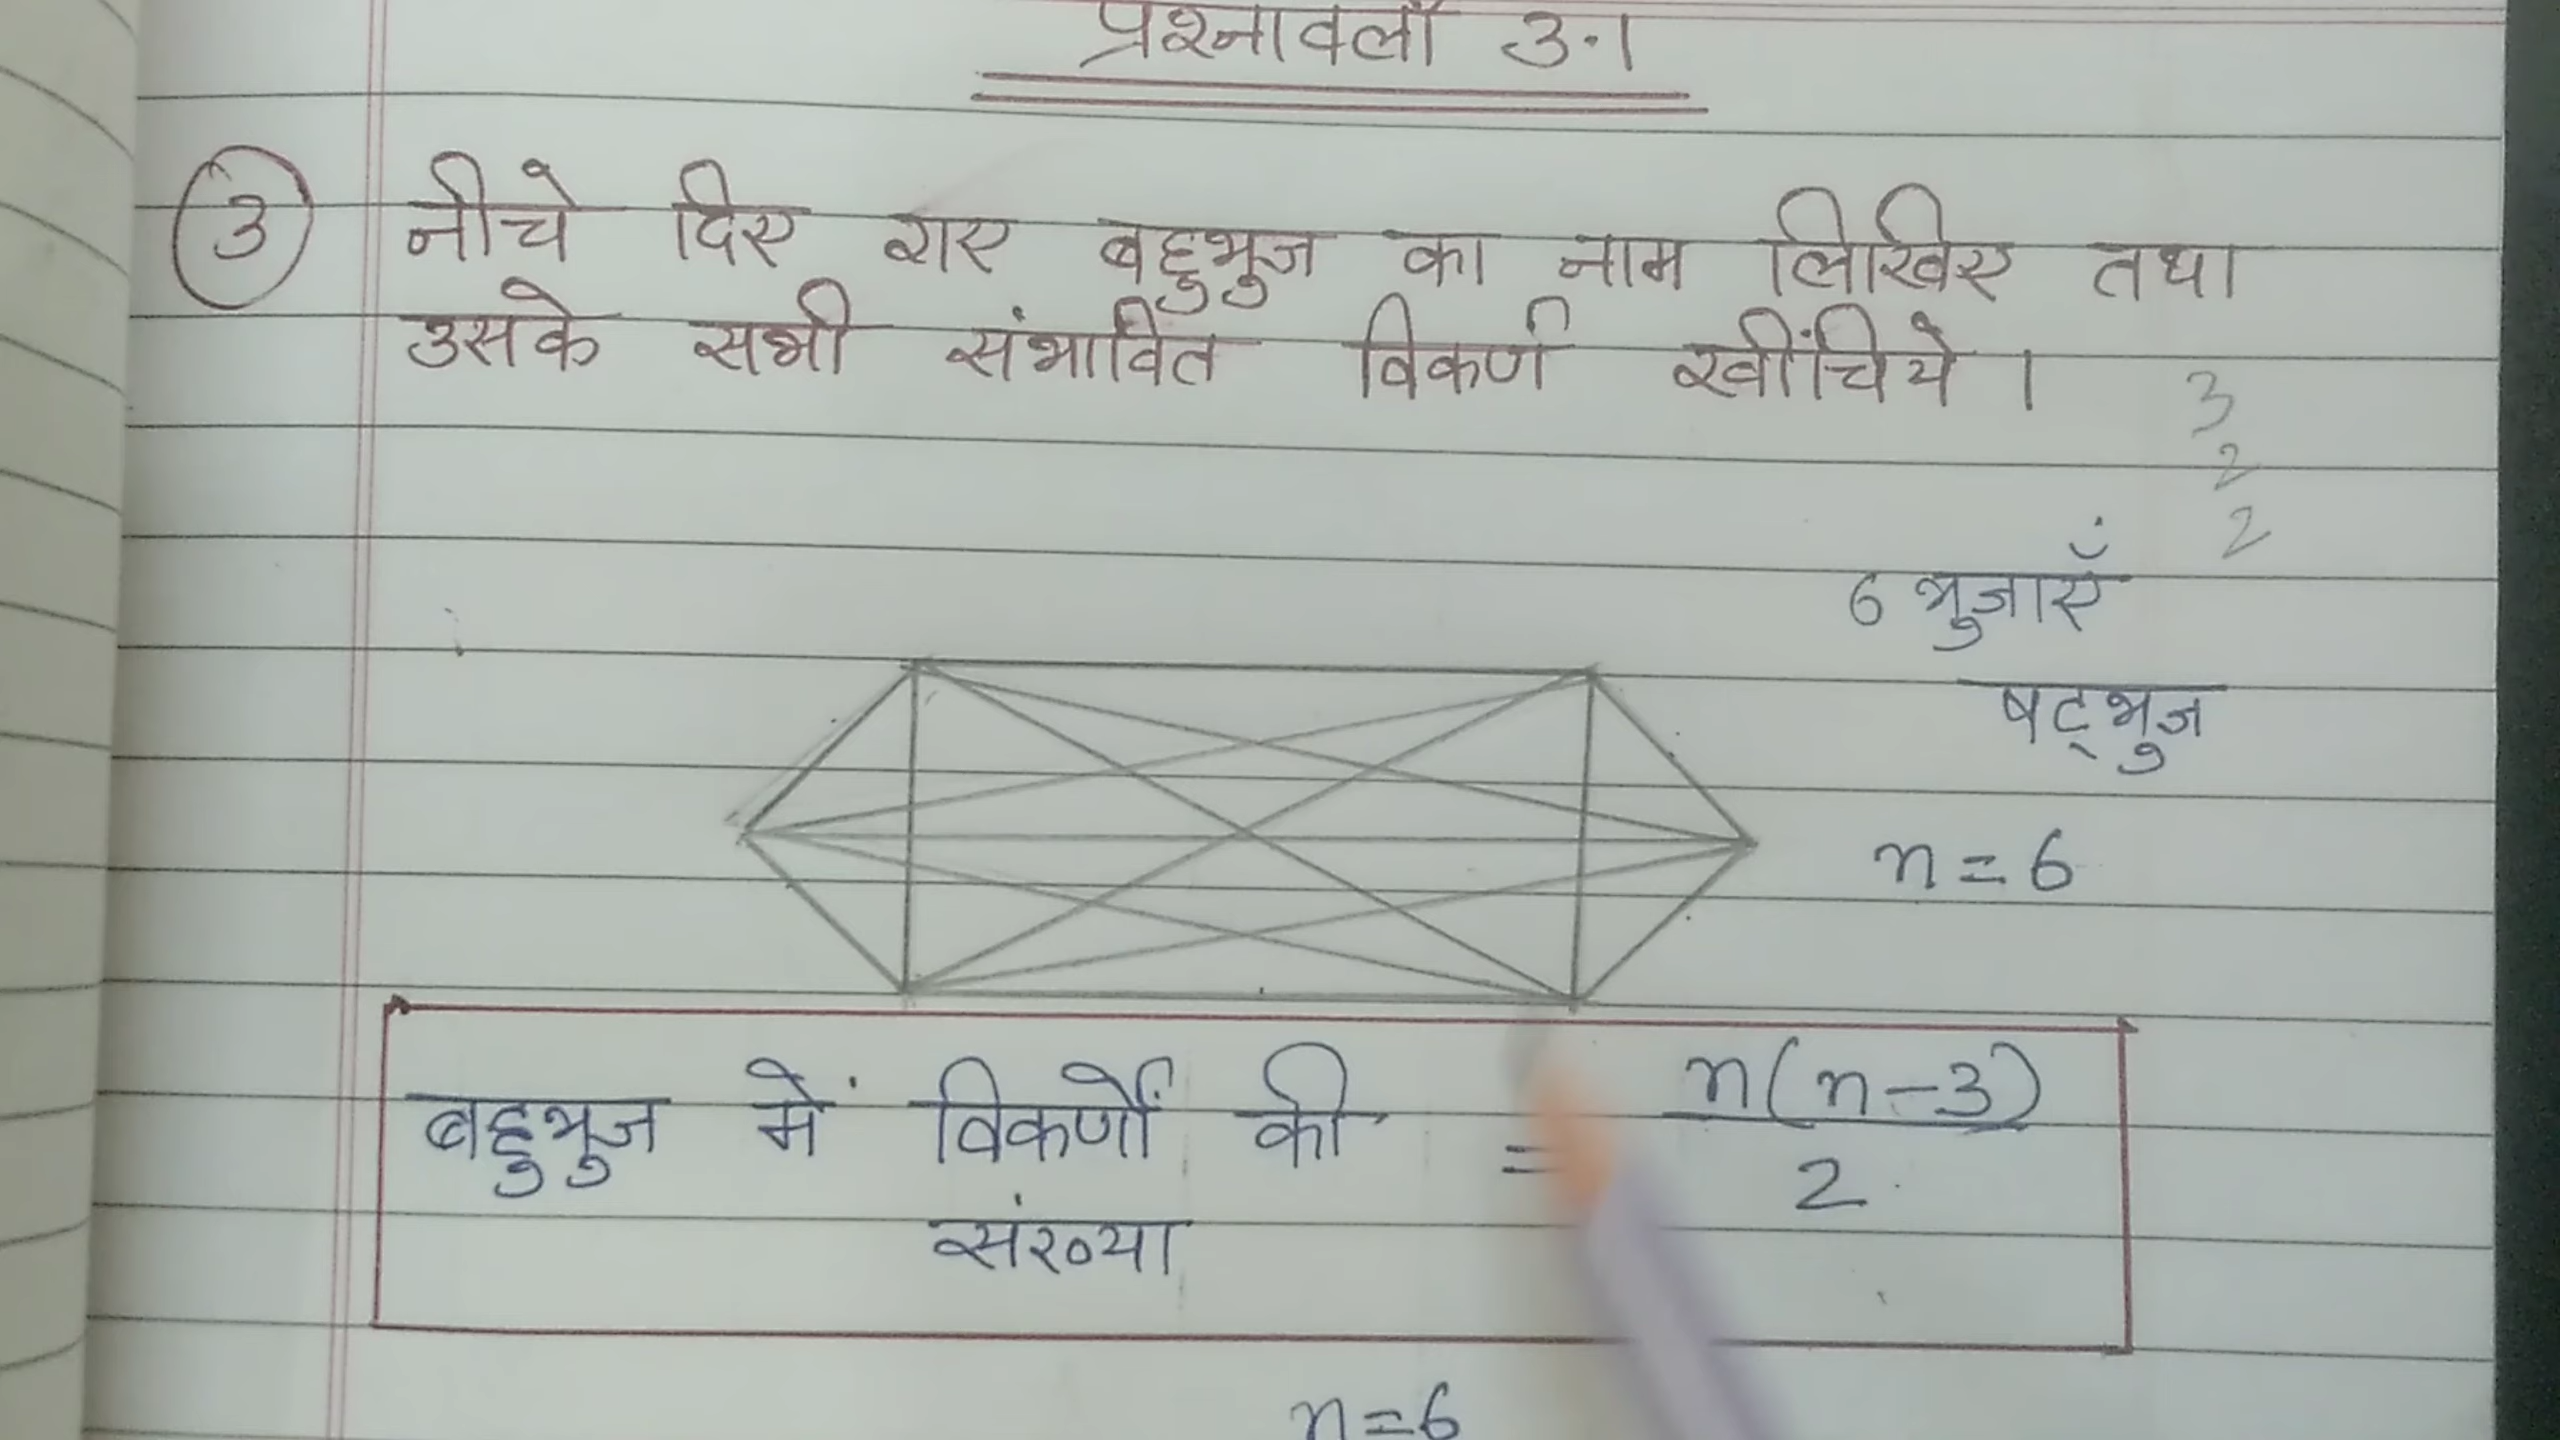 प्रश्नावली 3.1
3 नीचे दिए गए बहुभुज का नाम लिखिए तथा
उसके सभी संभावित विकर्ण खींचिये ।
3
2
2
6 भुजाएँ
षट्भुज
n = 6
बहुभुज में विकर्णों की = n(n-3)
2
संख्या
n=6